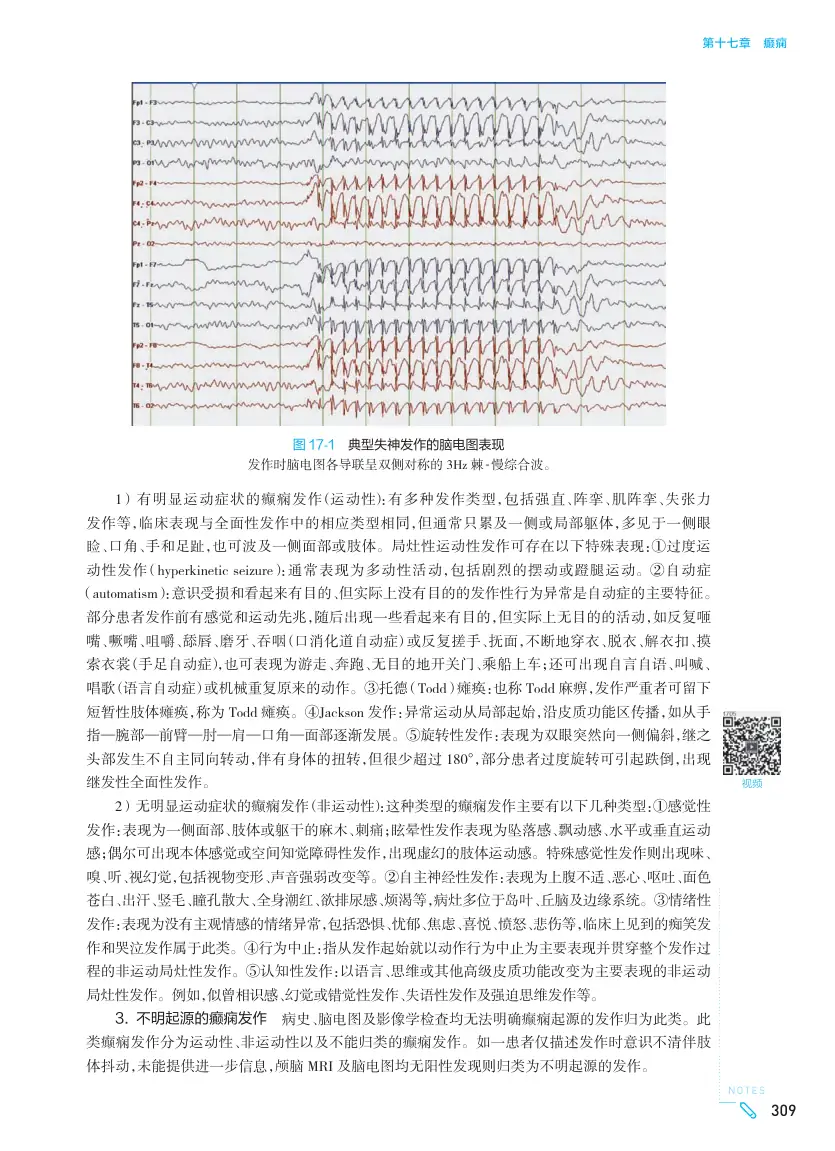 第十七章 癫痫
Fp1 - F3
F3 - C3
C3 - P3
P3 - O1
Fp2 - F4
F4 - C4
C4 - Pz
Pz - O2
Fp1 - F7
F7 - Fz
Fz - T5
T5 - O1
Fp2 - F8
F8 - T4
T4 - T6
T6 - O2
图 17-1 典型失神发作的脑电图表现
发作时脑电图各导联呈双侧对称的 3Hz 棘-慢综合波。
1）有明显运动症状的癫痫发作（运动性）：有多种发作类型，包括强直、阵挛、肌阵挛、失张力
发作等，临床表现与全面性发作中的相应类型相同，但通常只累及一侧或局部躯体，多见于一侧眼
睑、口角、手和足趾，也可波及一侧面部或肢体。局灶性运动性发作可存在以下特殊表现：①过度运
动性发作（hyperkinetic seizure）：通常表现为多动性活动，包括剧烈的摆动或蹬腿运动。②自动症
（automatism）：意识受损和看起来有目的、但实际上没有目的的发作性行为异常是自动症的主要特征。
部分患者发作前有感觉和运动先兆，随后出现一些看起来有目的，但实际上无目的的活动，如反复咂
嘴、噘嘴、咀嚼、舔唇、磨牙、吞咽（口消化道自动症）或反复搓手、抚面，不断地穿衣、脱衣、解衣扣、摸
索衣裳（手足自动症），也可表现为游走、奔跑、无目的地开关门、乘船上车；还可出现自言自语、叫喊、
唱歌（语言自动症）或机械重复原来的动作。③托德（Todd）瘫痪：也称 Todd 麻痹，发作严重者可留下
短暂性肢体瘫痪，称为 Todd 瘫痪。④Jackson 发作：异常运动从局部起始，沿皮质功能区传播，如从手
指—腕部—前臂—肘—肩—口角—面部逐渐发展。⑤旋转性发作：表现为双眼突然向一侧偏斜，继之
头部发生不自主同向转动，伴有身体的扭转，但很少超过 180°，部分患者过度旋转可引起跌倒，出现
继发性全面性发作。
视频
2）无明显运动症状的癫痫发作（非运动性）：这种类型的癫痫发作主要有以下几种类型：①感觉性
发作：表现为一侧面部、肢体或躯干的麻木、刺痛；眩晕性发作表现为坠落感、飘动感、水平或垂直运动
感；偶尔可出现本体感觉或空间知觉障碍性发作，出现虚幻的肢体运动感。特殊感觉性发作则出现味、
嗅、听、视幻觉，包括视物变形、声音强弱改变等。②自主神经性发作：表现为上腹不适、恶心、呕吐、面色
苍白、出汗、竖毛、瞳孔散大、全身潮红、欲排尿感、烦渴等，病灶多位于岛叶、丘脑及边缘系统。③情绪性
发作：表现为没有主观情感的情绪异常，包括恐惧、忧郁、焦虑、喜悦、愤怒、悲伤等，临床上见到的痴笑发
作和哭泣发作属于此类。④行为中止：指从发作起始就以动作行为中止为主要表现并贯穿整个发作过
程的非运动局灶性发作。⑤认知性发作：以语言、思维或其他高级皮质功能改变为主要表现的非运动
局灶性发作。例如，似曾相识感、幻觉或错觉性发作、失语性发作及强迫思维发作等。
3. 不明起源的癫痫发作 病史、脑电图及影像学检查均无法明确癫痫起源的发作归为此类。此
类癫痫发作分为运动性、非运动性以及不能归类的癫痫发作。如一患者仅描述发作时意识不清伴肢
体抖动，未能提供进一步信息，颅脑 MRI 及脑电图均无阳性发现则归类为不明起源的发作。
NOTES
309